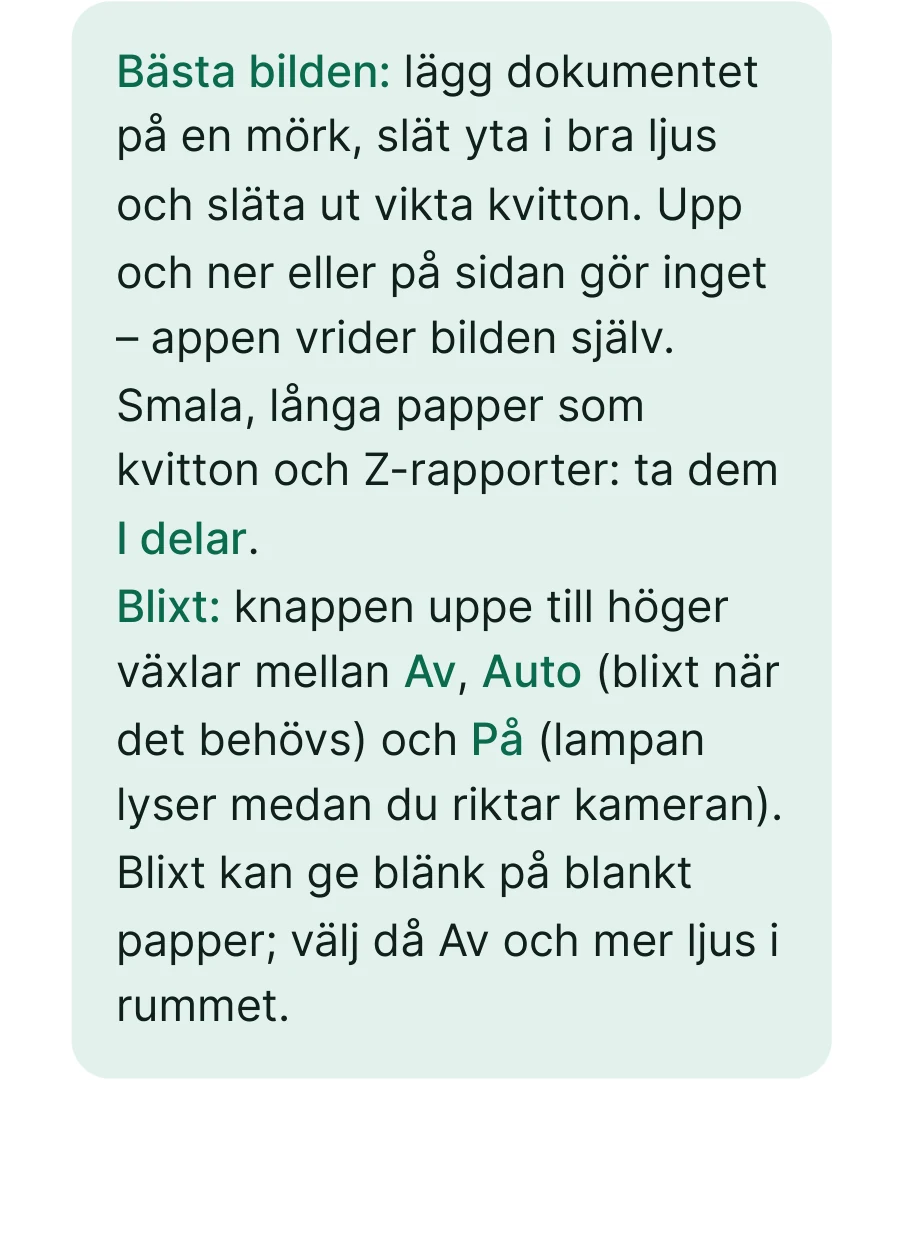 Bästa bilden: lägg dokumentet
på en mörk, slät yta i bra ljus
och släta ut vikta kvitton. Upp
och ner eller på sidan gör inget
– appen vrider bilden själv.
Smala, långa papper som
kvitton och Z-rapporter: ta dem
I delar.
Blixt: knappen uppe till höger
växlar mellan Av, Auto (blixt när
det behövs) och På (lampan
lyser medan du riktar kameran).
Blixt kan ge blänk på blankt
papper; välj då Av och mer ljus i
rummet.